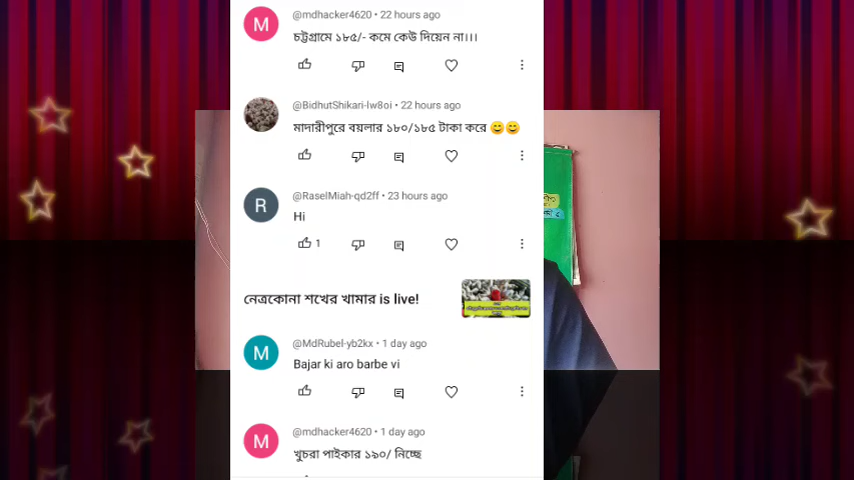 @mdhacker4620 • 22 hours ago
চট্টগ্রামে ১৮৫/- কমে কেউ দিয়েন না।।।
@BidhutShikari-lw8oi • 22 hours ago
মাদারীপুরে বয়লার ১৮০/১৮৫ টাকা করে 😊😊
@RaselMiah-qd2ff • 23 hours ago
Hi
1
নেত্রকোনা শখের খামার is live!
@MdRubel-yb2kx • 1 day ago
Bajar ki aro barbe vi
@mdhacker4620 • 1 day ago
খুচরা পাইকার ১৯০/ নিচ্ছে